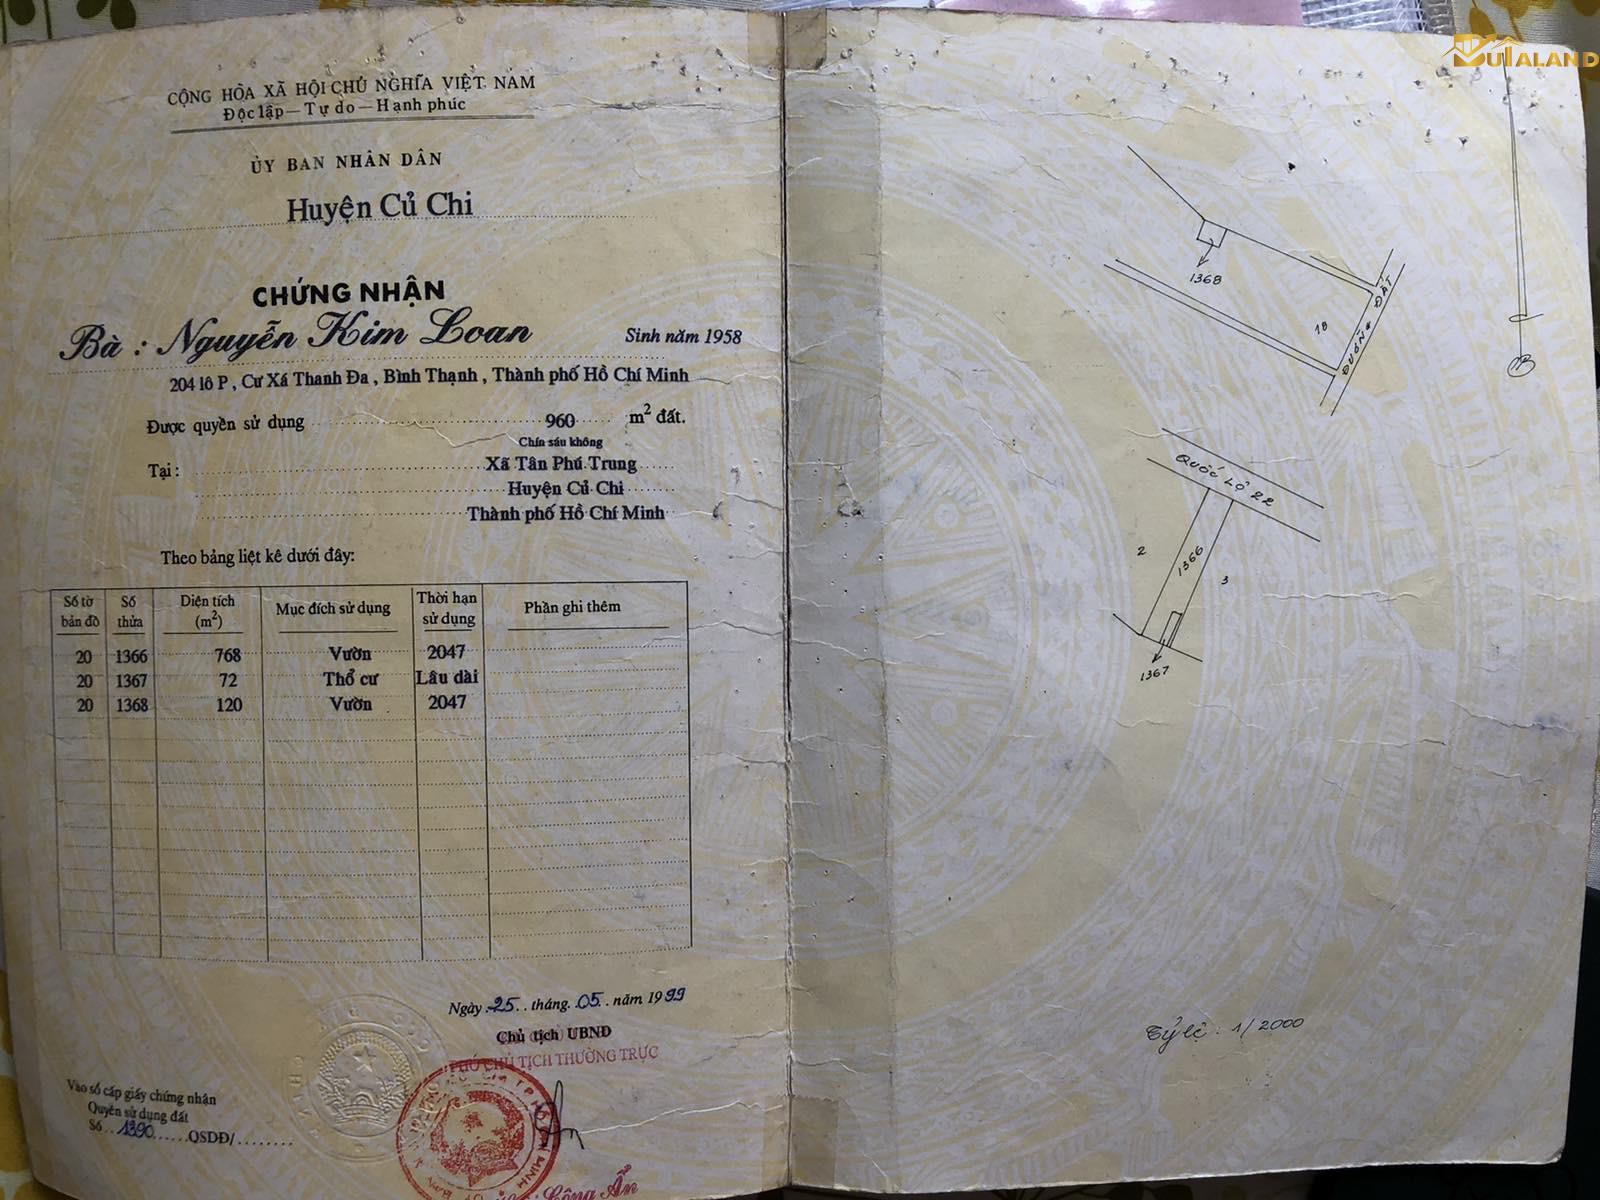 CỘNG HÒA XÃ HỘI CHỦ NGHĨA VIỆT NAM
Độc lập – Tự do – Hạnh phúc
ỦY BAN NHÂN DÂN
Huyện Củ Chi
CHỨNG NHẬN
Bà : Nguyễn Kim Loan Sinh năm 1958
204 lô P , Cư Xá Thanh Đa , Bình Thạnh , Thành phố Hồ Chí Minh
Được quyền sử dụng 960 m² đất.
Chín sáu không
Tại : Xã Tân Phú Trung
Huyện Củ Chi
Thành phố Hồ Chí Minh
Theo bảng liệt kê dưới đây:
Số tờ bản đồ Số thửa Diện tích (m²) Mục đích sử dụng Thời hạn sử dụng Phần ghi thêm
20 1366 768 Vườn 2047
20 1367 72 Thổ cư Lâu dài
20 1368 120 Vườn 2047
Ngày 25 tháng 05 năm 1999
Chủ tịch UBND
PHÓ CHỦ TỊCH THƯỜNG TRỰC
Vào sổ cấp giấy chứng nhận
Quyền sử dụng đất
Số 1390 QSDĐ/
Công Ẩn
BUTALAND
1368
18
ĐƯỜNG ĐẤT
QUỐC LỘ 22
2
1366
3
1367
Tỷ lệ : 1/2000